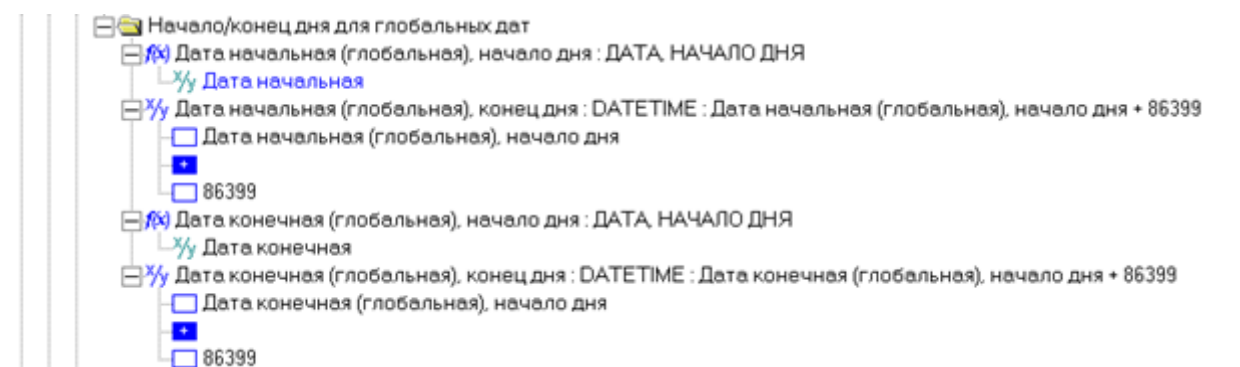 Начало/конец дня для глобальных дат
f(x) Дата начальная (глобальная), начало дня : ДАТА, НАЧАЛО ДНЯ
x/y Дата начальная
x/y Дата начальная (глобальная), конец дня : DATETIME : Дата начальная (глобальная), начало дня + 86399
Дата начальная (глобальная), начало дня
+
86399
f(x) Дата конечная (глобальная), начало дня : ДАТА, НАЧАЛО ДНЯ
x/y Дата конечная
x/y Дата конечная (глобальная), конец дня : DATETIME : Дата конечная (глобальная), начало дня + 86399
Дата конечная (глобальная), начало дня
+
86399